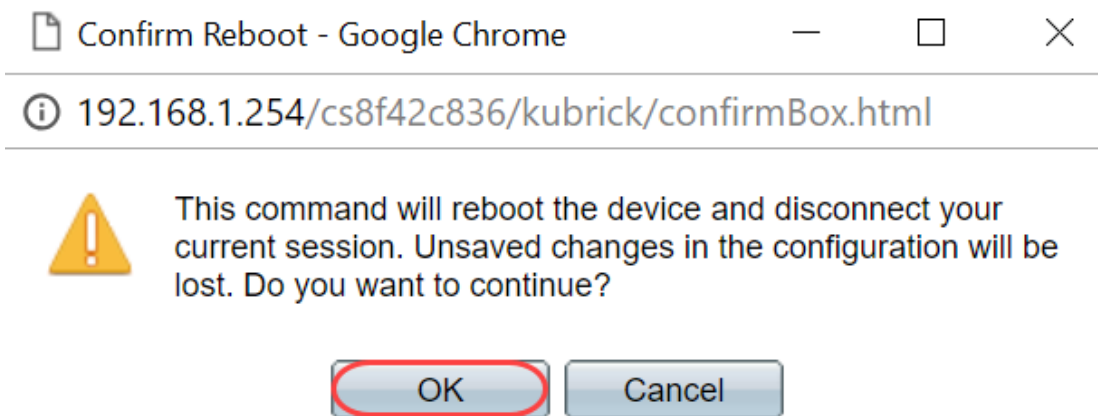 Confirm Reboot - Google Chrome
192.168.1.254/cs8f42c836/kubrick/confirmBox.html
This command will reboot the device and disconnect your
current session. Unsaved changes in the configuration will be
lost. Do you want to continue?
OK Cancel